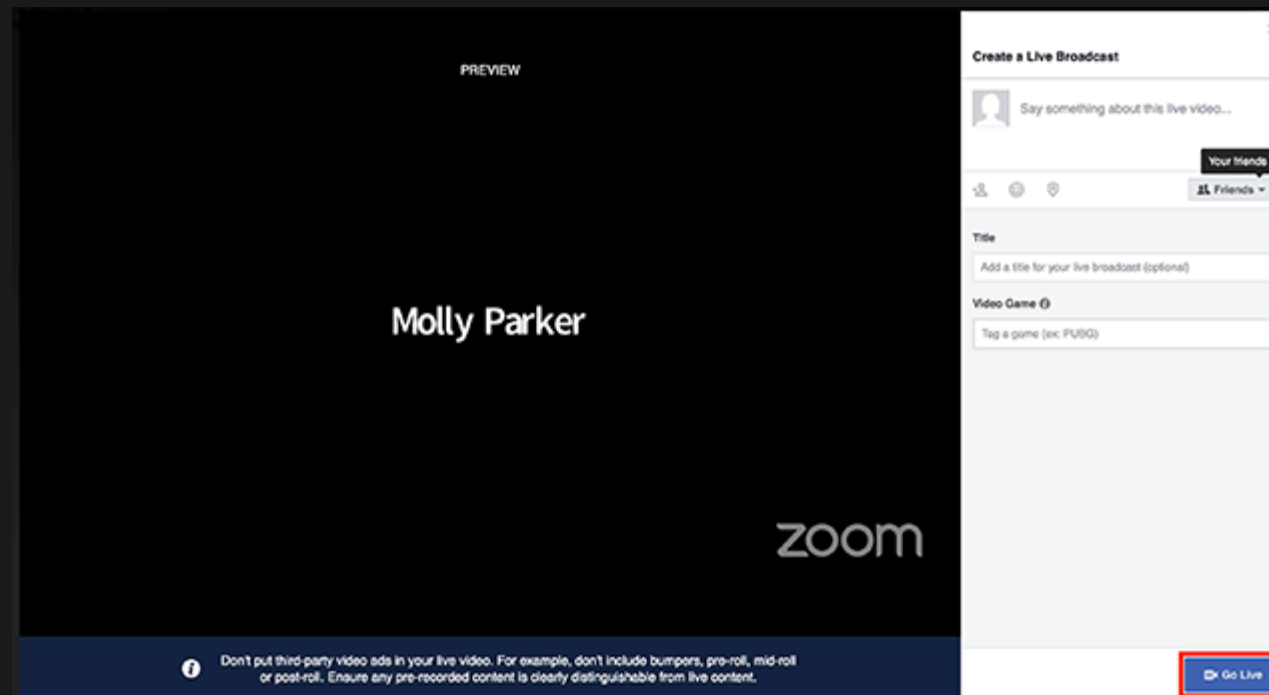 PREVIEW
Molly Parker
zoom
Don't put third-party video ads in your live video. For example, don't include bumpers, pre-roll, mid-roll
or post-roll. Ensure any pre-recorded content is clearly distinguishable from live content.
Create a Live Broadcast
Say something about this live video...
Your friends
Friends
Title
Add a title for your live broadcast (optional)
Video Game
Tag a game (ex: PUBG)
Go Live